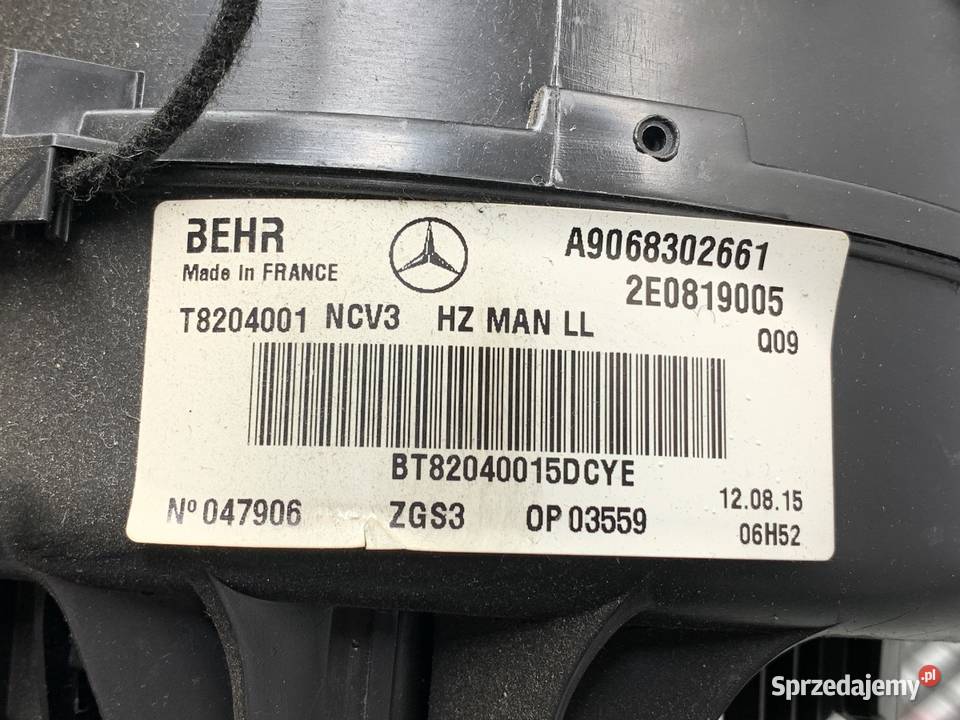 BEHR
Made in FRANCE
A9068302661
2E0819005
T8204001 NCV3 HZ MAN LL
Q09
BT82040015DCYE
Nº 047906 ZGS3 OP 03559
12.08.15
06H52
Sprzedajemy.pl